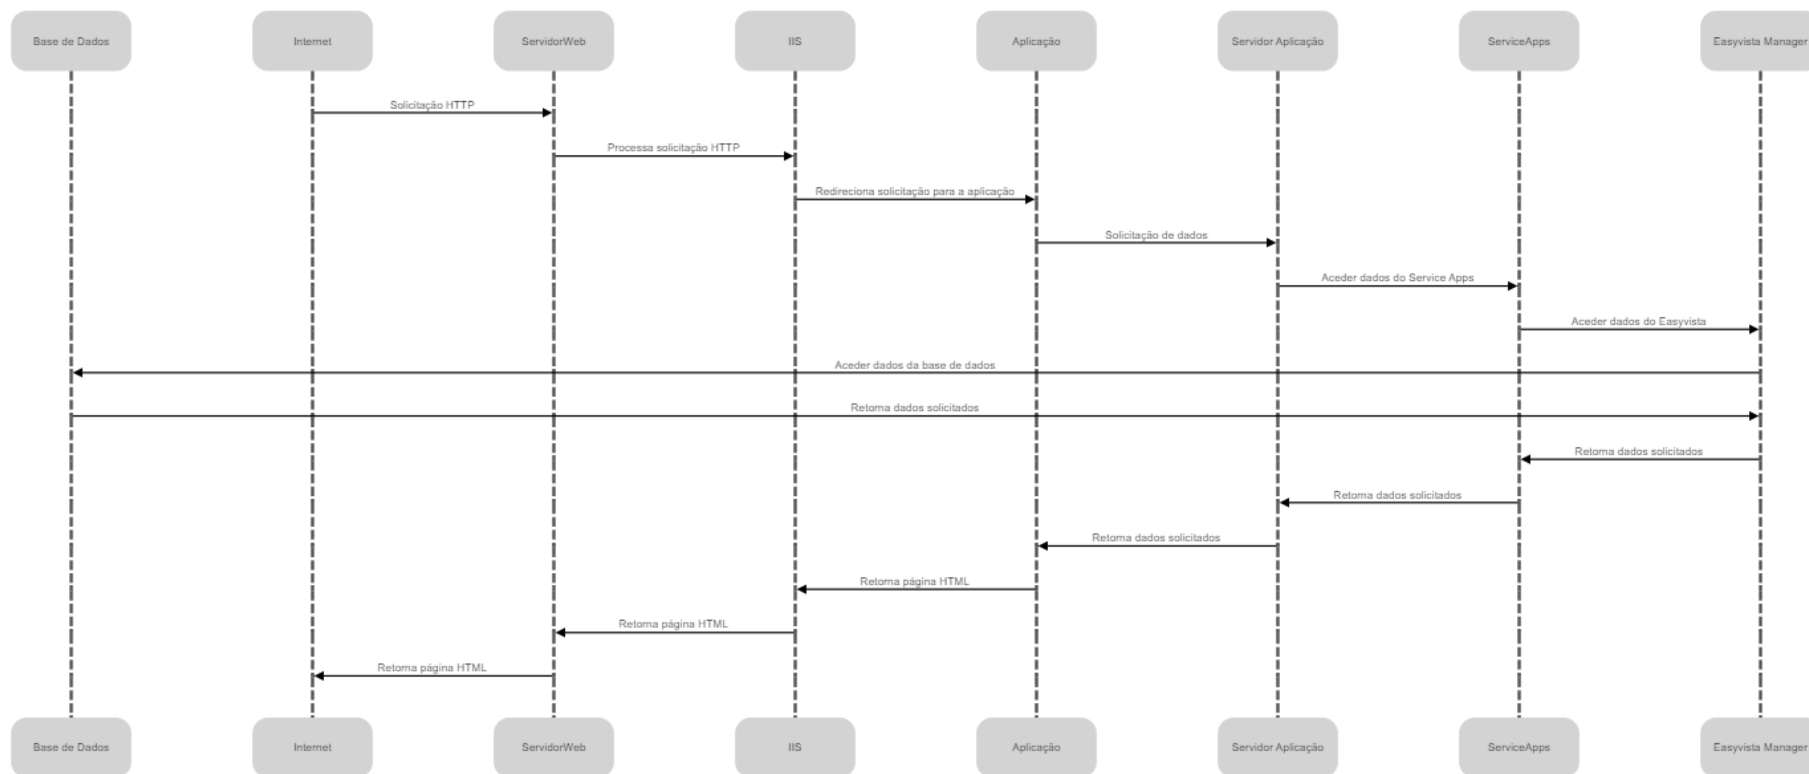 Base de Dados
Internet
ServidorWeb
IIS
Aplicação
Servidor Aplicação
ServiceApps
Easyvista Manager
Solicitação HTTP
Processa solicitação HTTP
Redireciona solicitação para a aplicação
Solicitação de dados
Aceder dados do Service Apps
Aceder dados do Easyvista
Aceder dados da base de dados
Retorna dados solicitados
Retorna dados solicitados
Retorna dados solicitados
Retorna dados solicitados
Retorna página HTML
Retorna página HTML
Retorna página HTML
Base de Dados
Internet
ServidorWeb
IIS
Aplicação
Servidor Aplicação
ServiceApps
Easyvista Manager